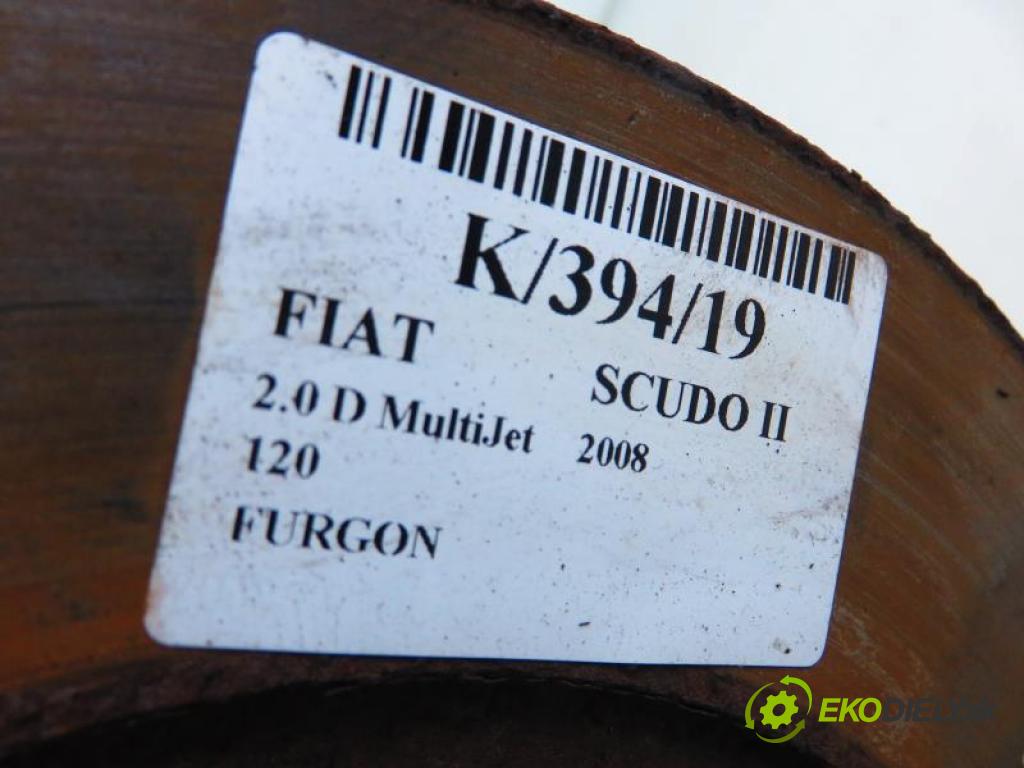 K/394/19
FIAT SCUDO II
2.0 D MultiJet 2008
120
FURGON
EKODIELY.SK